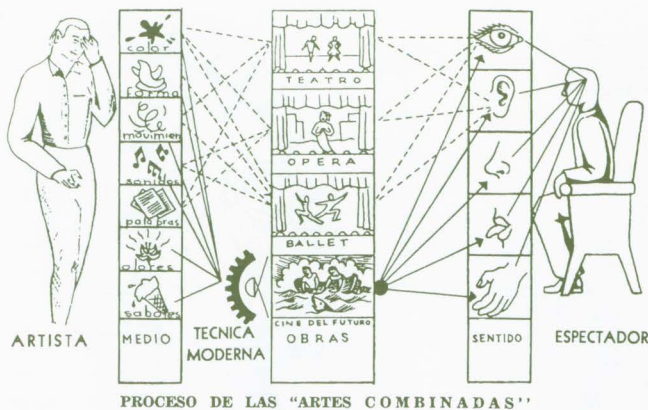 color
forma
movimien
sonidos
palabras
olores
sabores
MEDIO
ARTISTA
TECNICA
MODERNA
TEATRO
OPERA
BALLET
CINE DEL FUTURO
OBRAS
SENTIDO
ESPECTADOR
PROCESO DE LAS "ARTES COMBINADAS"